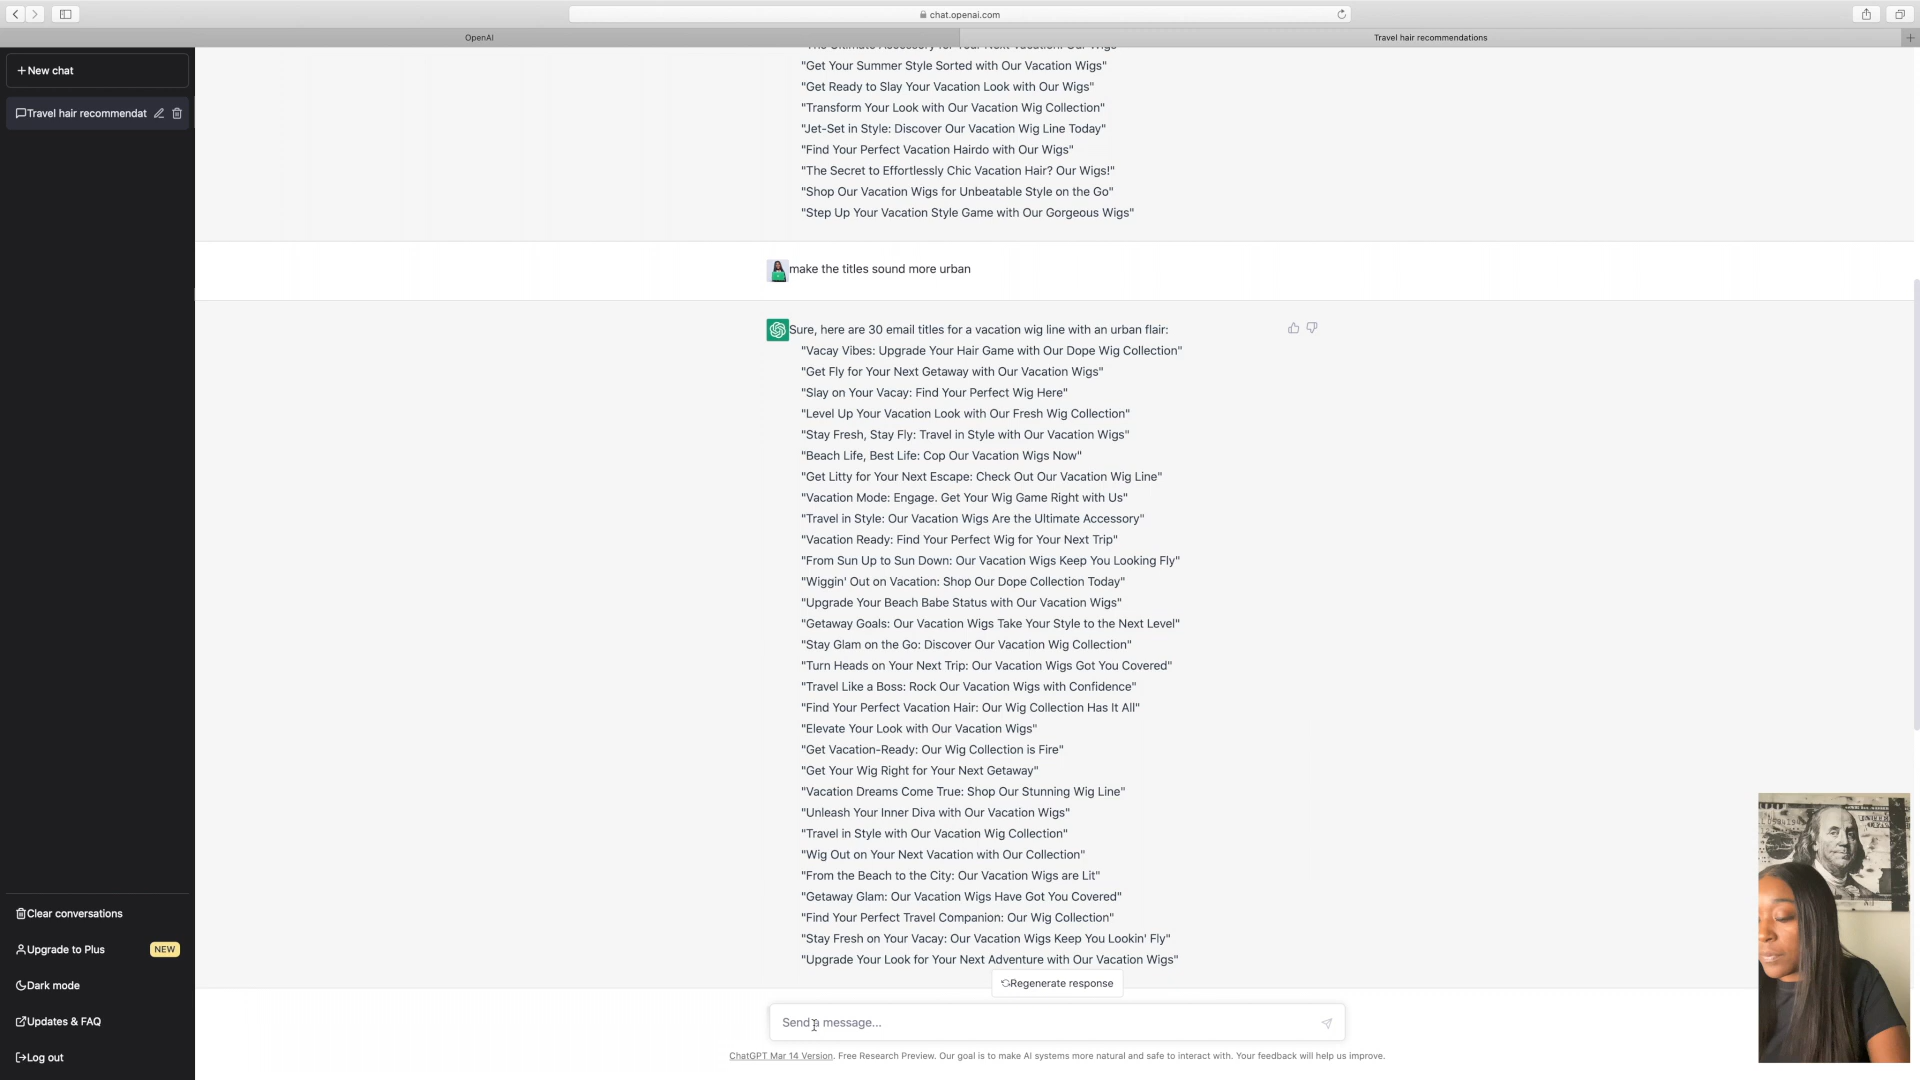 chat.openai.com
OpenAI
Travel hair recommendations
+ New chat
Travel hair recommendat
"Get Your Summer Style Sorted with Our Vacation Wigs"
"Get Ready to Slay Your Vacation Look with Our Wigs"
"Transform Your Look with Our Vacation Wig Collection"
"Jet-Set in Style: Discover Our Vacation Wig Line Today"
"Find Your Perfect Vacation Hairdo with Our Wigs"
"The Secret to Effortlessly Chic Vacation Hair? Our Wigs!"
"Shop Our Vacation Wigs for Unbeatable Style on the Go"
"Step Up Your Vacation Style Game with Our Gorgeous Wigs"
make the titles sound more urban
Sure, here are 30 email titles for a vacation wig line with an urban flair:
"Vacay Vibes: Upgrade Your Hair Game with Our Dope Wig Collection"
"Get Fly for Your Next Getaway with Our Vacation Wigs"
"Slay on Your Vacay: Find Your Perfect Wig Here"
"Level Up Your Vacation Look with Our Fresh Wig Collection"
"Stay Fresh, Stay Fly: Travel in Style with Our Vacation Wigs"
"Beach Life, Best Life: Cop Our Vacation Wigs Now"
"Get Litty for Your Next Escape: Check Out Our Vacation Wig Line"
"Vacation Mode: Engage. Get Your Wig Game Right with Us"
"Travel in Style: Our Vacation Wigs Are the Ultimate Accessory"
"Vacation Ready: Find Your Perfect Wig for Your Next Trip"
"From Sun Up to Sun Down: Our Vacation Wigs Keep You Looking Fly"
"Wiggin' Out on Vacation: Shop Our Dope Collection Today"
"Upgrade Your Beach Babe Status with Our Vacation Wigs"
"Getaway Goals: Our Vacation Wigs Take Your Style to the Next Level"
"Stay Glam on the Go: Discover Our Vacation Wig Collection"
"Turn Heads on Your Next Trip: Our Vacation Wigs Got You Covered"
"Travel Like a Boss: Rock Our Vacation Wigs with Confidence"
"Find Your Perfect Vacation Hair: Our Wig Collection Has It All"
"Elevate Your Look with Our Vacation Wigs"
"Get Vacation-Ready: Our Wig Collection is Fire"
"Get Your Wig Right for Your Next Getaway"
"Vacation Dreams Come True: Shop Our Stunning Wig Line"
"Unleash Your Inner Diva with Our Vacation Wigs"
"Travel in Style with Our Vacation Wig Collection"
"Wig Out on Your Next Vacation with Our Collection"
"From the Beach to the City: Our Vacation Wigs are Lit"
"Getaway Glam: Our Vacation Wigs Have Got You Covered"
"Find Your Perfect Travel Companion: Our Wig Collection"
"Stay Fresh on Your Vacay: Our Vacation Wigs Keep You Lookin' Fly"
"Upgrade Your Look for Your Next Adventure with Our Vacation Wigs"
Regenerate response
Send a message...
ChatGPT Mar 14 Version. Free Research Preview. Our goal is to make AI systems more natural and safe to interact with. Your feedback will help us improve.
Clear conversations
Upgrade to Plus NEW
Dark mode
Updates & FAQ
Log out